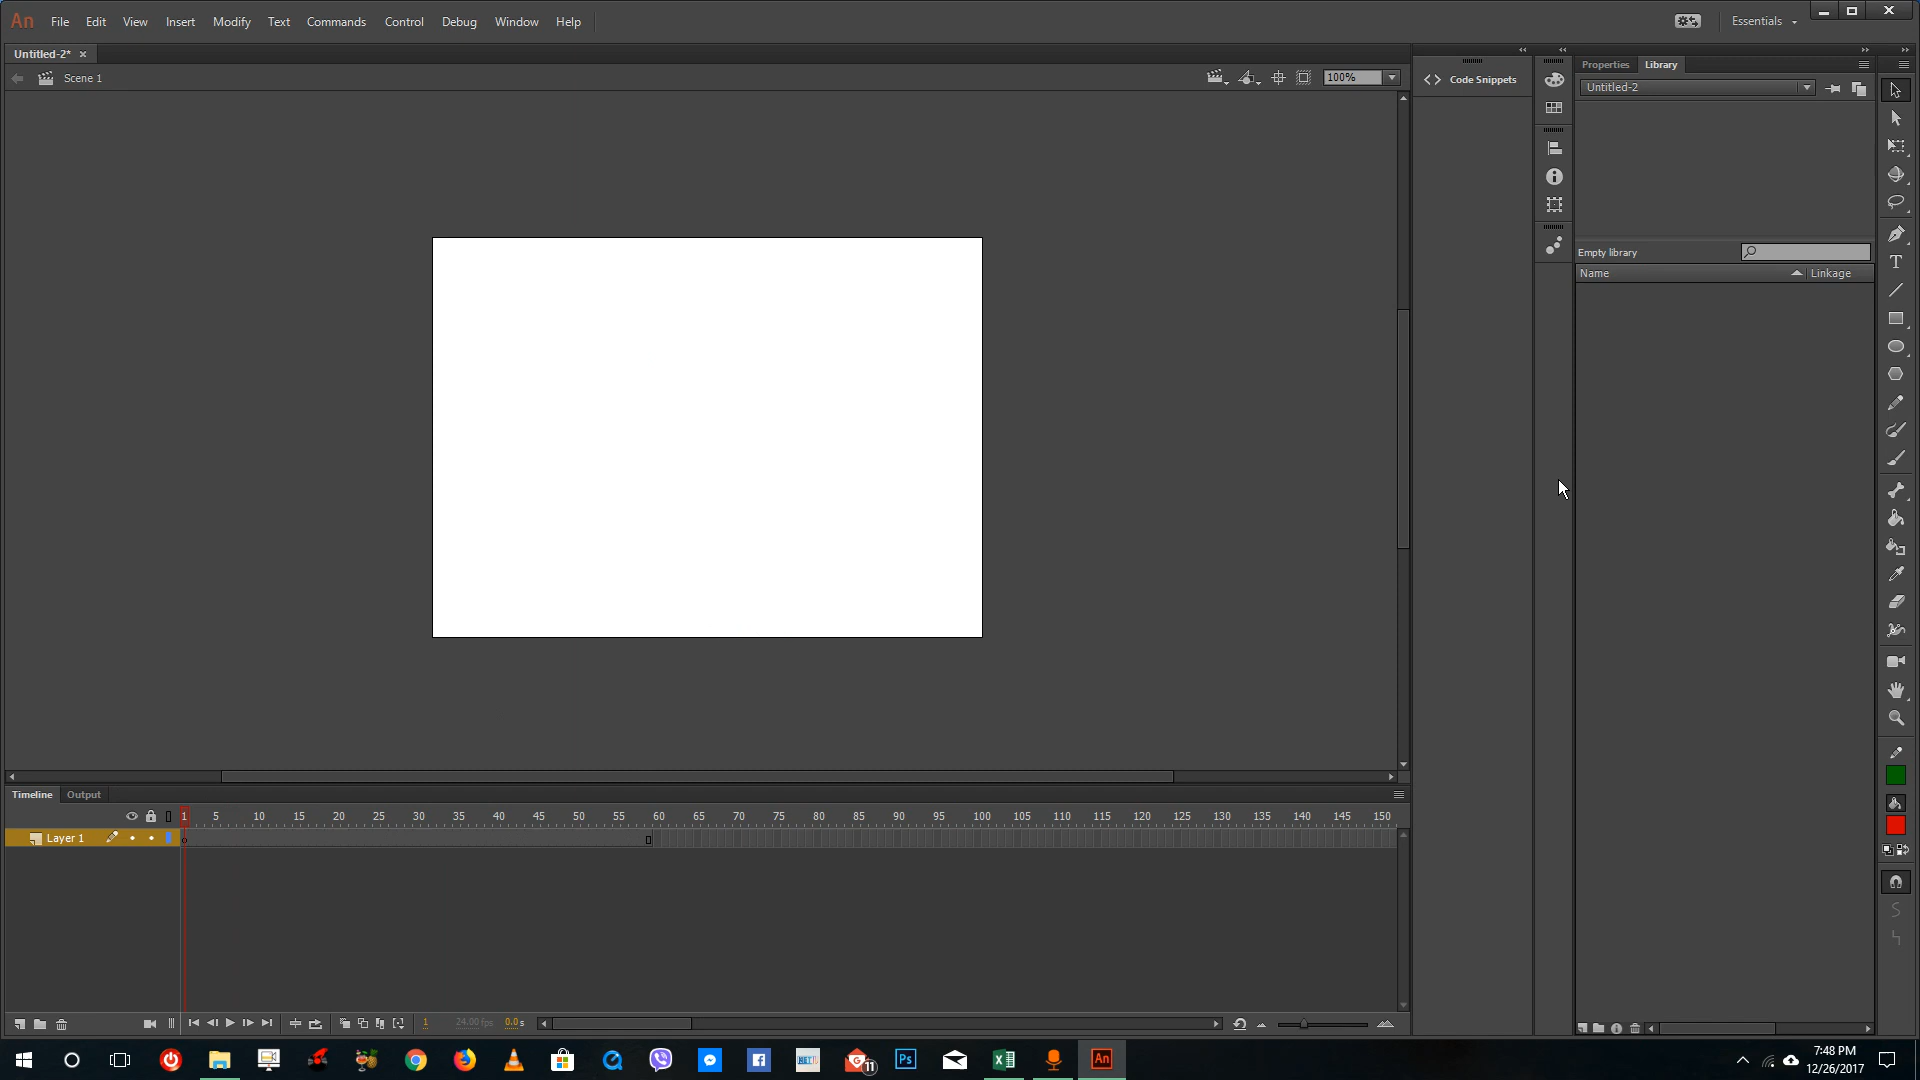 An File Edit View Insert Modify Text Commands Control Debug Window Help Essentials
Untitled-2*
Scene 1 100%
Code Snippets
Properties Library
Untitled-2
Empty library
Name Linkage
T
Timeline Output
1 5 10 15 20 25 30 35 40 45 50 55 60 65 70 75 80 85 90 95 100 105 110 115 120 125 130 135 140 145 150
Layer 1
1 24.00 fps 0.0 s
11 Ps An
7:48 PM
12/26/2017